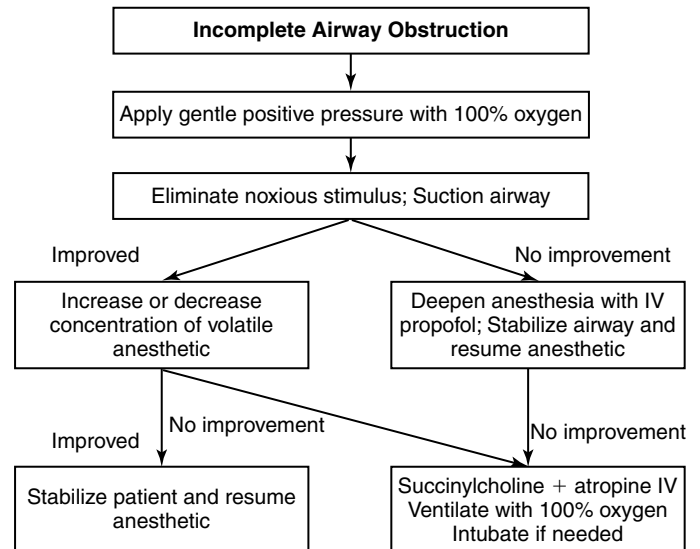 Incomplete Airway Obstruction
Apply gentle positive pressure with 100% oxygen
Eliminate noxious stimulus; Suction airway
Improved
No improvement
Increase or decrease
concentration of volatile
anesthetic
Deepen anesthesia with IV
propofol; Stabilize airway and
resume anesthetic
Improved
No improvement
No improvement
Stabilize patient and resume
anesthetic
Succinylcholine + atropine IV
Ventilate with 100% oxygen
Intubate if needed